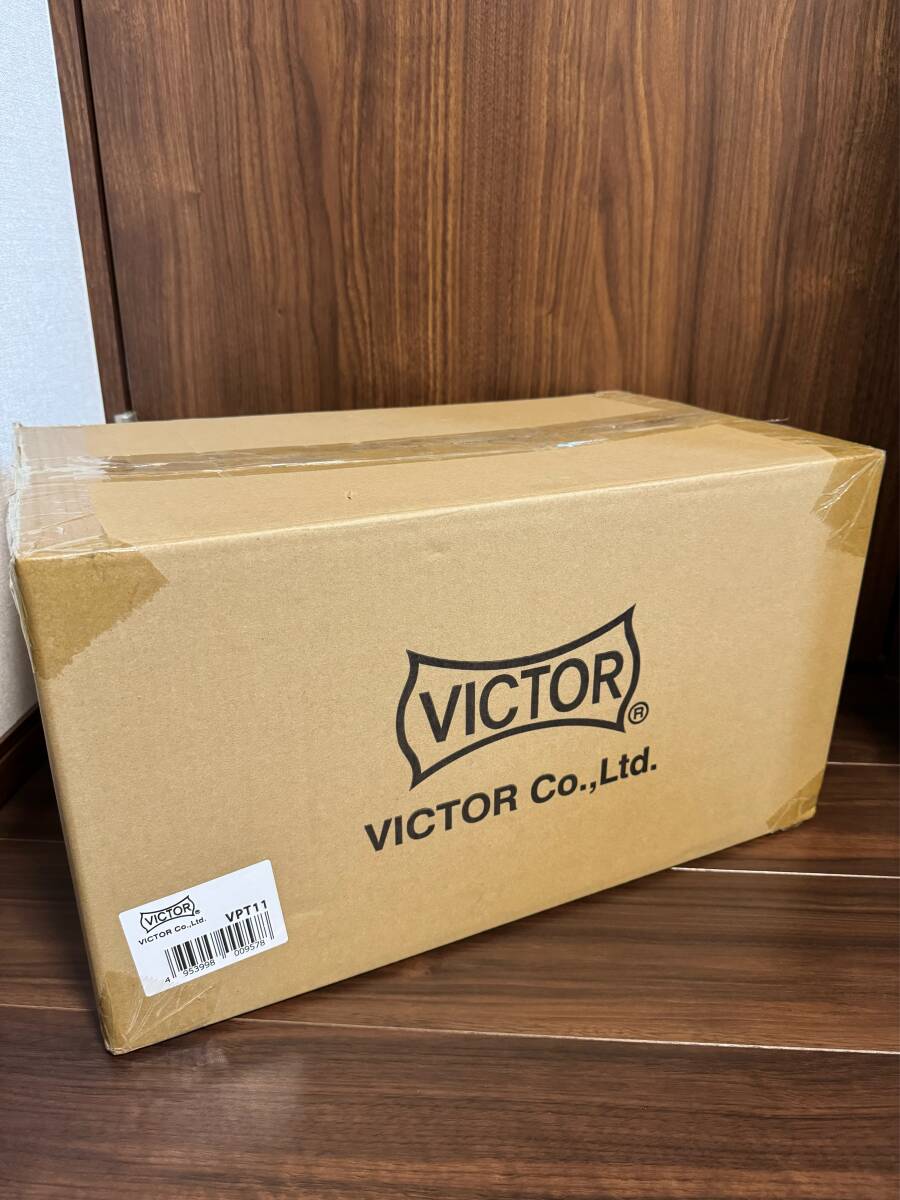 VICTOR
®
VICTOR Co.,Ltd.
VICTOR ®
VICTOR Co.,Ltd.
VPT11
4 953998 009578